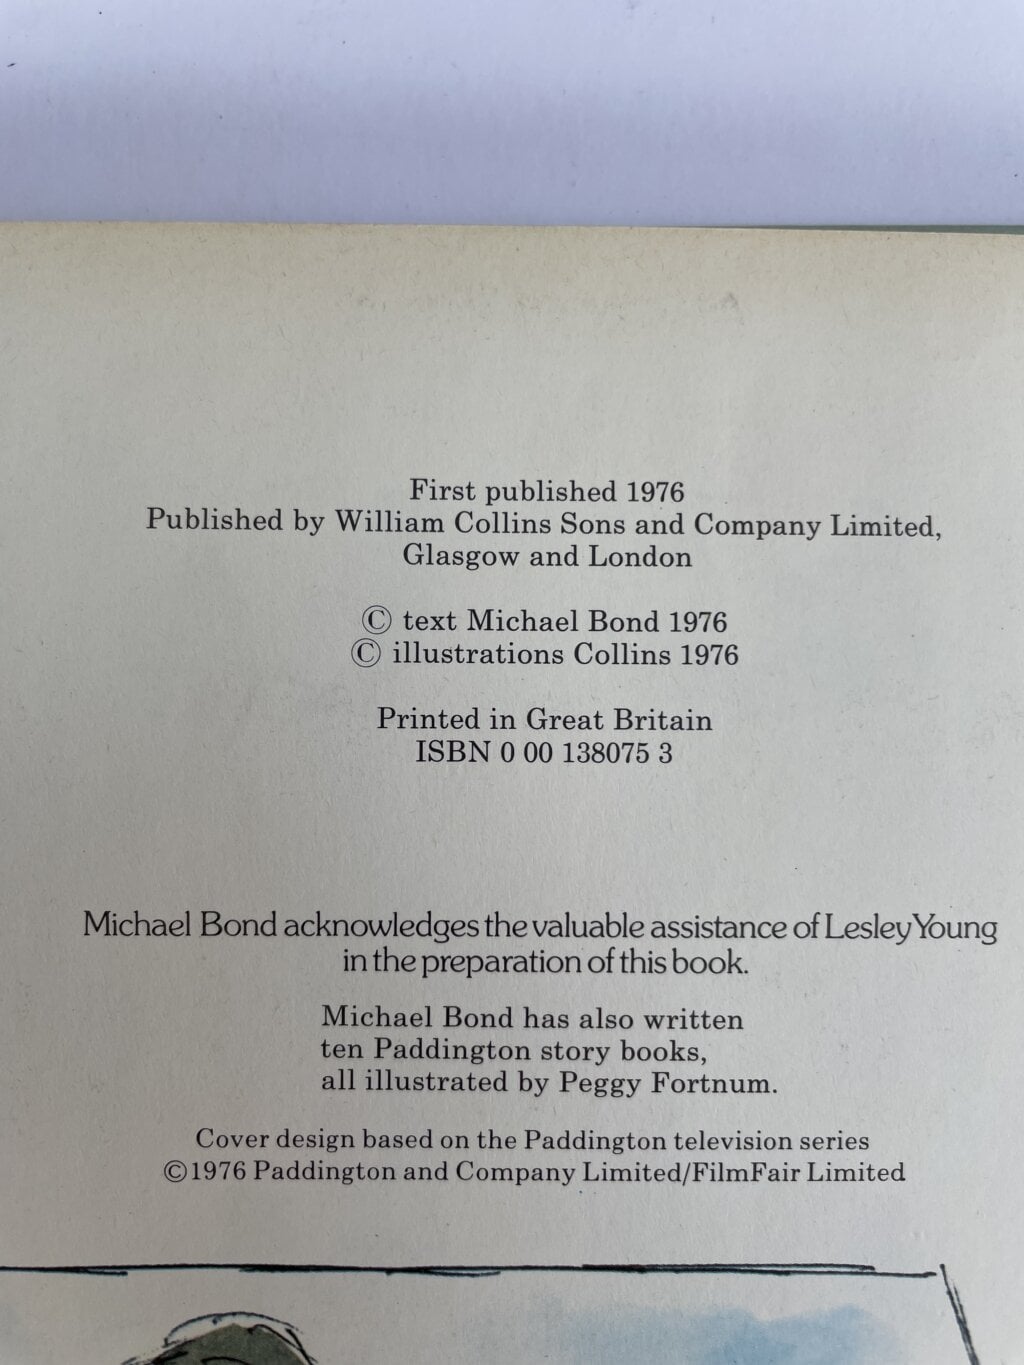 First published 1976
Published by William Collins Sons and Company Limited,
Glasgow and London
© text Michael Bond 1976
© illustrations Collins 1976
Printed in Great Britain
ISBN 0 00 138075 3
Michael Bond acknowledges the valuable assistance of Lesley Young
in the preparation of this book.
Michael Bond has also written
ten Paddington story books,
all illustrated by Peggy Fortnum.
Cover design based on the Paddington television series
©1976 Paddington and Company Limited/FilmFair Limited